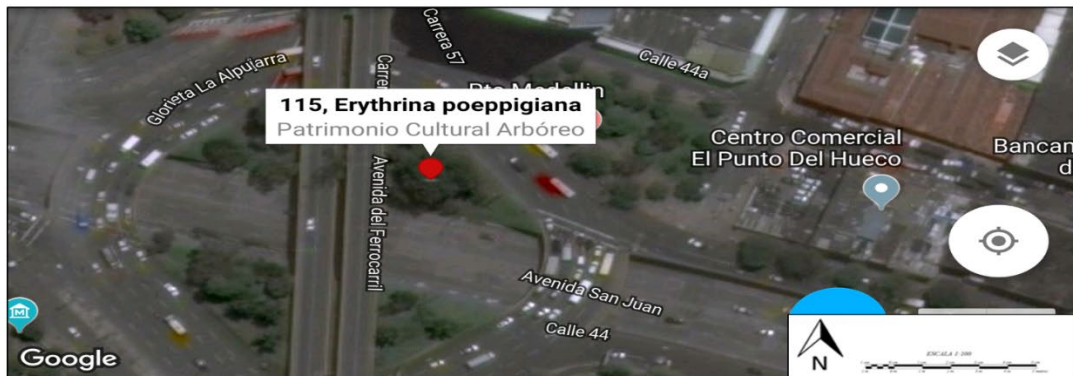 Carrera 57
Calle 44a
Glorieta La Alpujarra
115, Erythrina poeppigiana
Patrimonio Cultural Arbóreo
Medellin
Centro Comercial
El Punto Del Hueco
Avenida del Ferrocarril
Avenida San Juan
Calle 44
M
Google
N
ESCALA 1:100